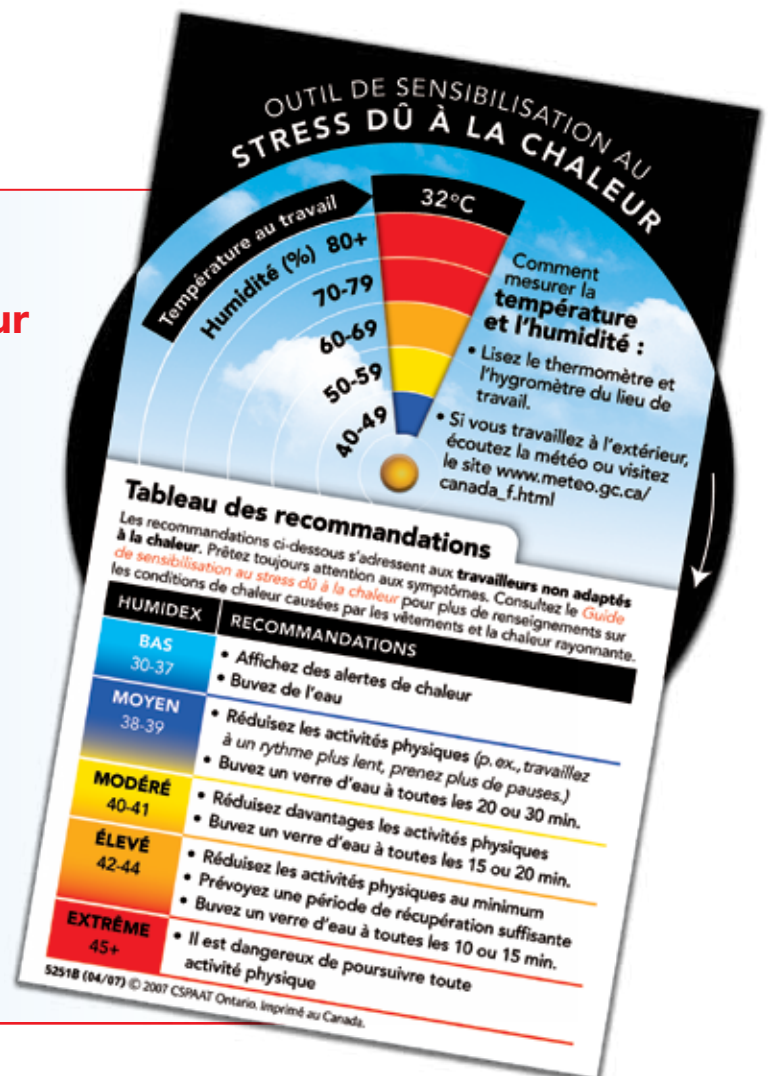 OUTIL DE SENSIBILISATION AU
STRESS DÛ À LA CHALEUR
ur
Température au travail
32°C
Humidité (%) 80+
70-79
60-69
50-59
40-49
Comment
mesurer la
température
et l'humidité :
• Lisez le thermomètre et
l'hygromètre du lieu de
travail.
• Si vous travaillez à l'extérieur,
écoutez la météo ou visitez
le site www.meteo.gc.ca/
canada_f.html
Tableau des recommandations
Les recommandations ci-dessous s'adressent aux travailleurs non adaptés
à la chaleur. Prêtez toujours attention aux symptômes. Consultez le Guide
de sensibilisation au stress dû à la chaleur pour plus de renseignements sur
les conditions de chaleur causées par les vêtements et la chaleur rayonnante.
HUMIDEX RECOMMANDATIONS
BAS
30-37
• Affichez des alertes de chaleur
• Buvez de l'eau
MOYEN
38-39
• Réduisez les activités physiques (p. ex., travaillez
à un rythme plus lent, prenez plus de pauses.)
• Buvez un verre d'eau à toutes les 20 ou 30 min.
MODÉRÉ
40-41
• Réduisez davantages les activités physiques
• Buvez un verre d'eau à toutes les 15 ou 20 min.
ÉLEVÉ
42-44
• Réduisez les activités physiques au minimum
• Prévoyez une période de récupération suffisante
• Buvez un verre d'eau à toutes les 10 ou 15 min.
EXTRÊME
45+
• Il est dangereux de poursuivre toute
activité physique
5251B (04/07) © 2007 CSPAAT Ontario. Imprimé au Canada.